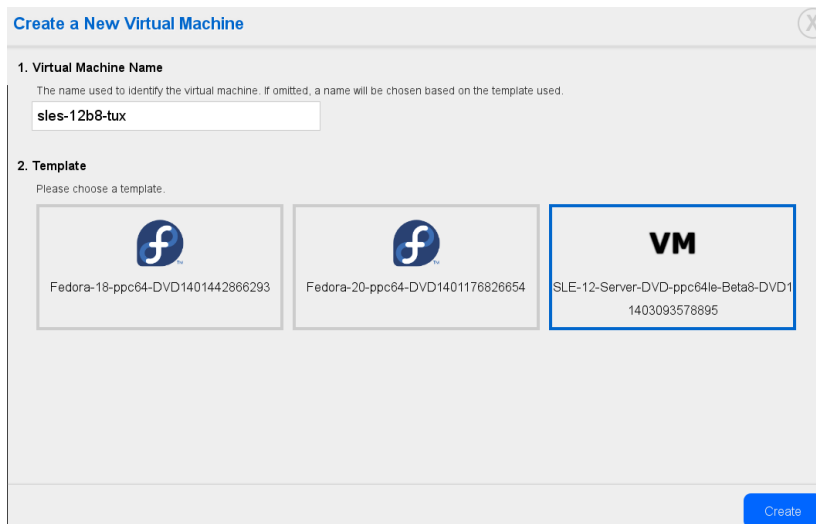 Create a New Virtual Machine
X
1. Virtual Machine Name
The name used to identify the virtual machine. If omitted, a name will be chosen based on the template used.
sles-12b8-tux
2. Template
Please choose a template.
Fedora-18-ppc64-DVD1401442866293
Fedora-20-ppc64-DVD1401176826654
VM
SLE-12-Server-DVD-ppc64le-Beta8-DVD1
1403093578895
Create